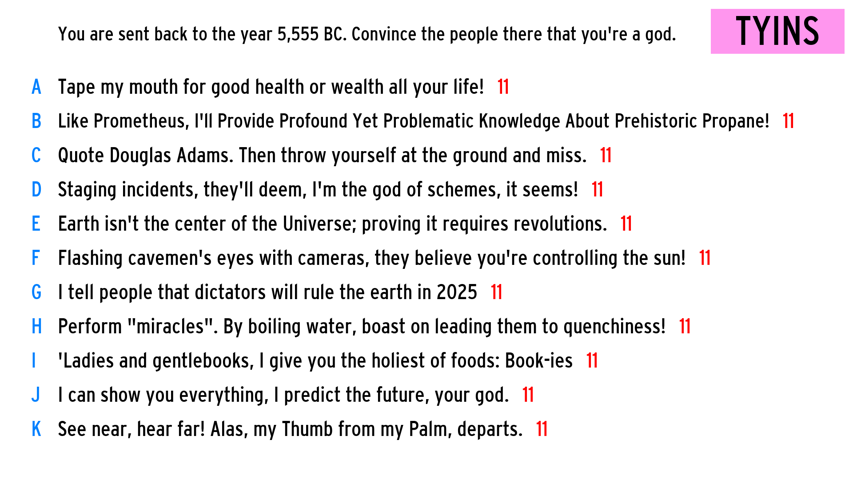 You are sent back to the year 5,555 BC. Convince the people there that you're a god.
TYINS
A Tape my mouth for good health or wealth all your life! 11
B Like Prometheus, I'll Provide Profound Yet Problematic Knowledge About Prehistoric Propane! 11
C Quote Douglas Adams. Then throw yourself at the ground and miss. 11
D Staging incidents, they'll deem, I'm the god of schemes, it seems! 11
E Earth isn't the center of the Universe; proving it requires revolutions. 11
F Flashing cavemen's eyes with cameras, they believe you're controlling the sun! 11
G I tell people that dictators will rule the earth in 2025 11
H Perform "miracles". By boiling water, boast on leading them to quenchiness! 11
I 'Ladies and gentlebooks, I give you the holiest of foods: Book-ies 11
J I can show you everything, I predict the future, your god. 11
K See near, hear far! Alas, my Thumb from my Palm, departs. 11